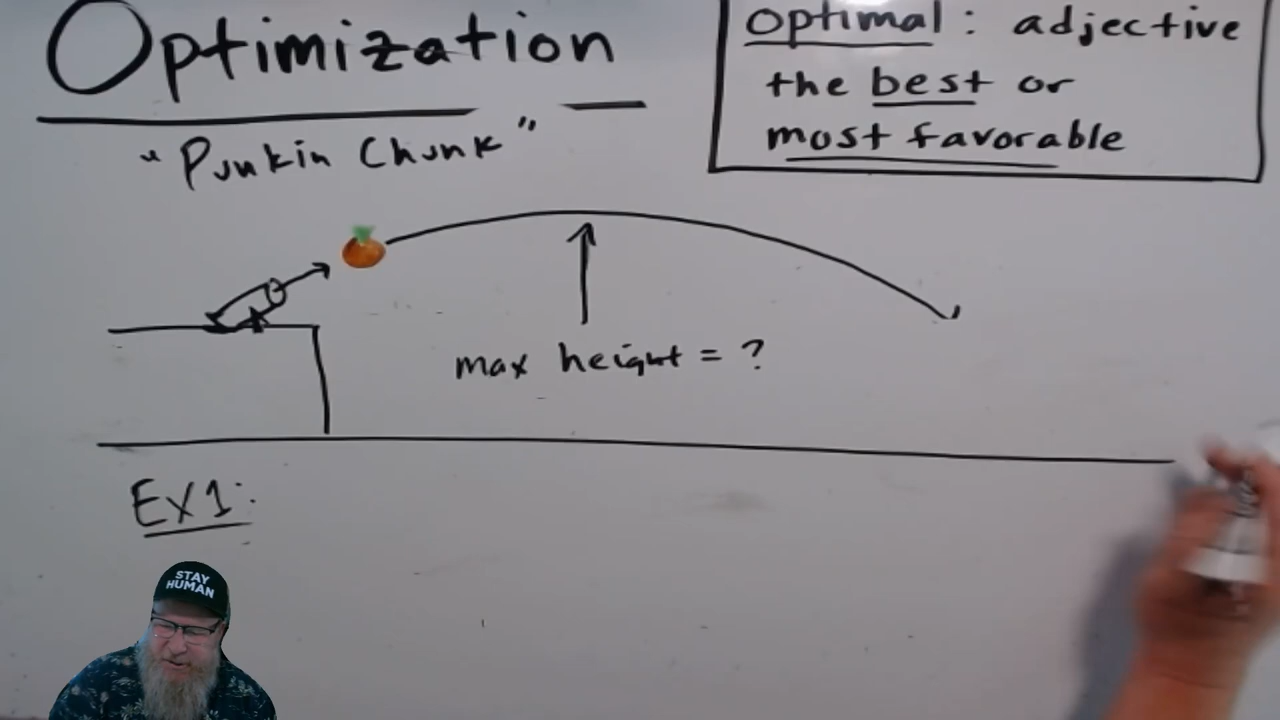 Optimization
"Punkin Chunk"
Optimal: adjective
the best or
most favorable
max height = ?
EX1:
STAY
HUMAN